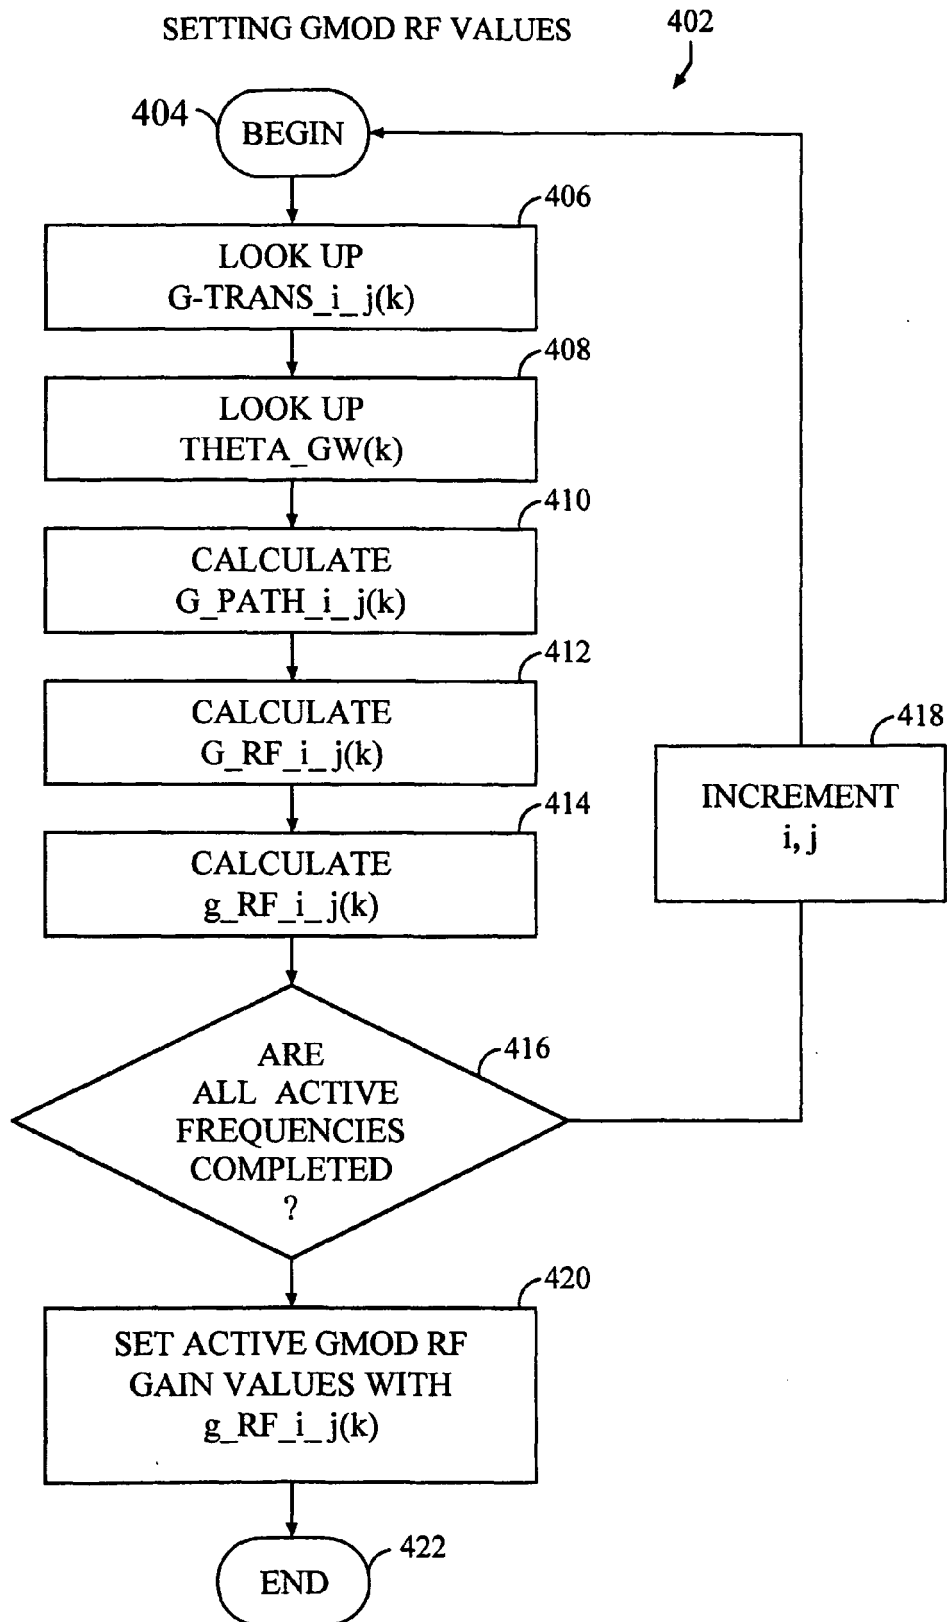 SETTING GMOD RF VALUES
402
404
BEGIN
406
LOOK UP
G-TRANS_i_j(k)
408
LOOK UP
THETA_GW(k)
410
CALCULATE
G_PATH_i_j(k)
412
CALCULATE
G_RF_i_j(k)
418
INCREMENT
i, j
414
CALCULATE
g_RF_i_j(k)
416
ARE
ALL ACTIVE
FREQUENCIES
COMPLETED
?
420
SET ACTIVE GMOD RF
GAIN VALUES WITH
g_RF_i_j(k)
422
END